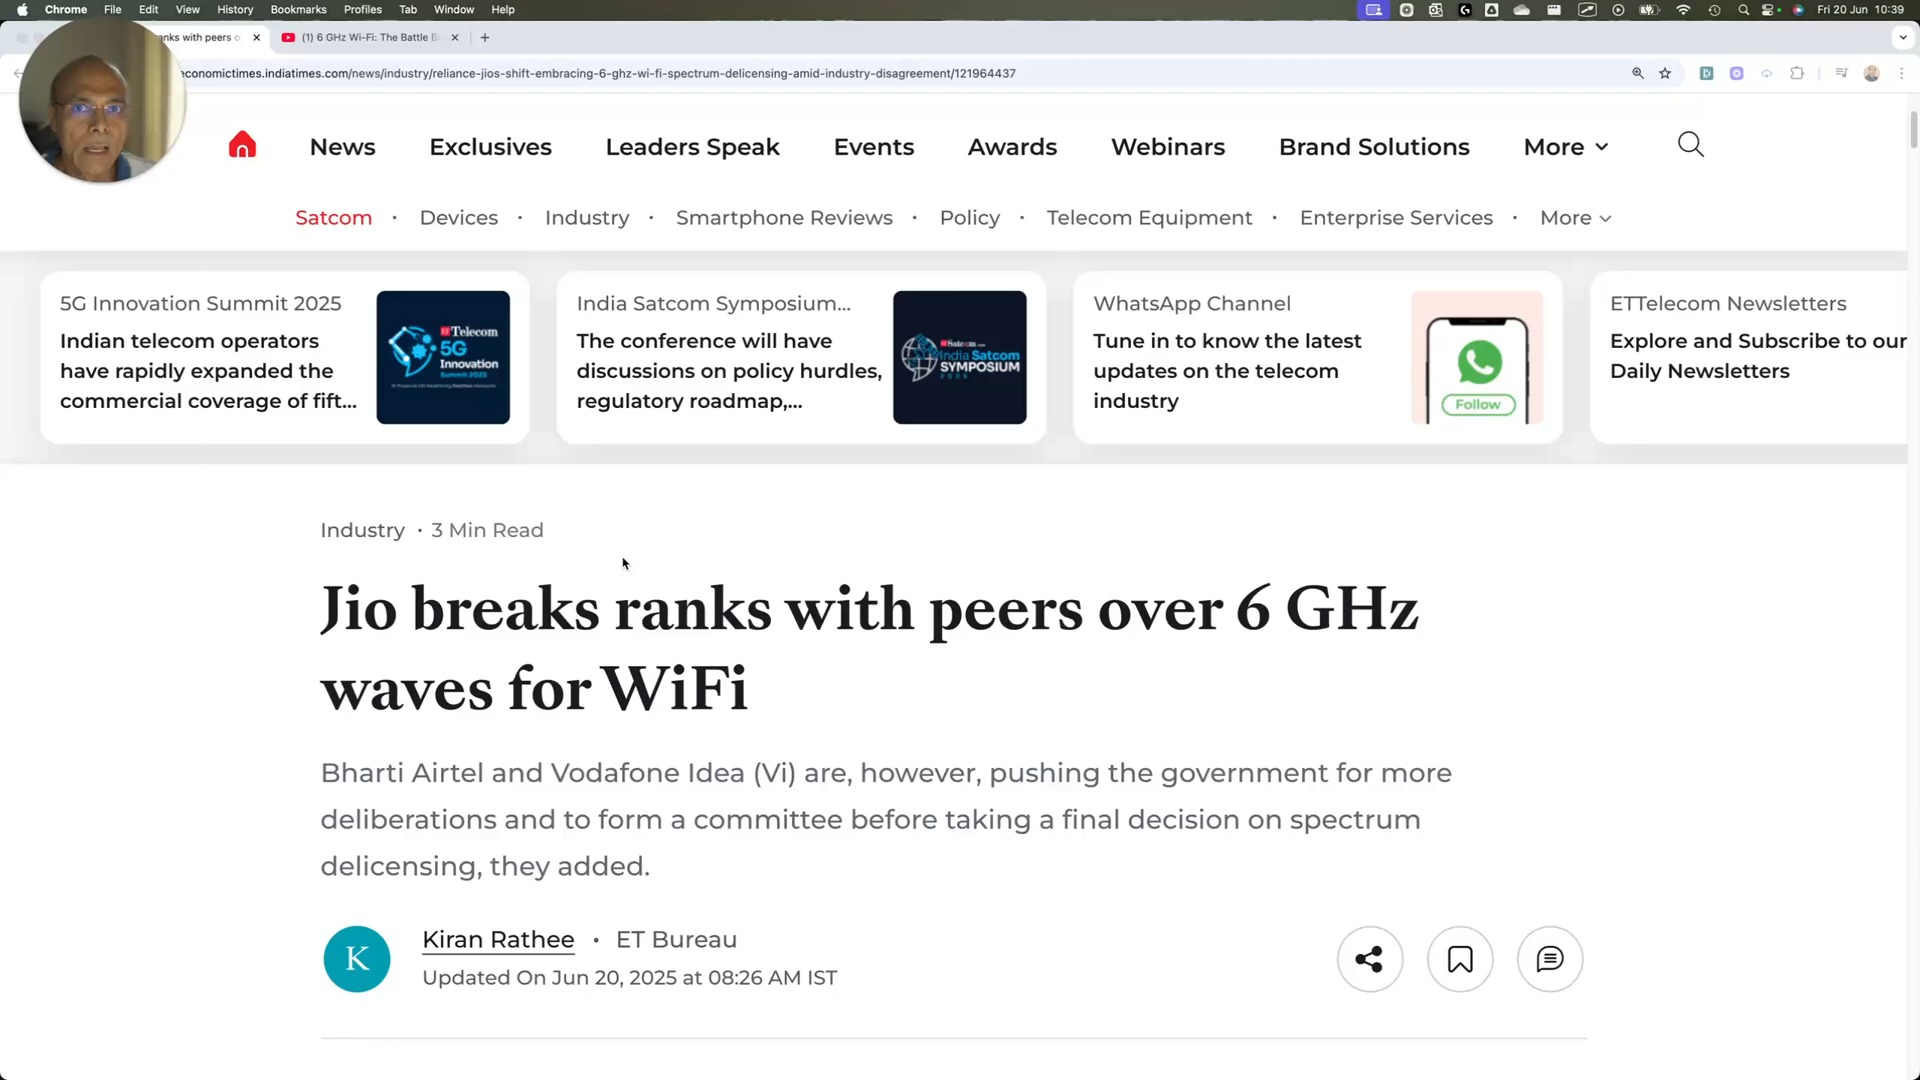 Chrome File Edit View History Bookmarks Profiles Tab Window Help Fri 20 Jun 10:39
anks with peers o (1) 6 GHz Wi-Fi: The Battle B
economictimes.indiatimes.com/news/industry/reliance-jios-shift-embracing-6-ghz-wi-fi-spectrum-delicensing-amid-industry-disagreement/121964437
News Exclusives Leaders Speak Events Awards Webinars Brand Solutions More
Satcom · Devices · Industry · Smartphone Reviews · Policy · Telecom Equipment · Enterprise Services · More
5G Innovation Summit 2025
Indian telecom operators
have rapidly expanded the
commercial coverage of fift...
ET Telecom
5G
Innovation
Summit 2025
India Satcom Symposium...
The conference will have
discussions on policy hurdles,
regulatory roadmap,...
India Satcom
SYMPOSIUM
WhatsApp Channel
Tune in to know the latest
updates on the telecom
industry
Follow
ETTelecom Newsletters
Explore and Subscribe to our
Daily Newsletters
Industry · 3 Min Read
Jio breaks ranks with peers over 6 GHz
waves for WiFi
Bharti Airtel and Vodafone Idea (Vi) are, however, pushing the government for more
deliberations and to form a committee before taking a final decision on spectrum
delicensing, they added.
K
Kiran Rathee · ET Bureau
Updated On Jun 20, 2025 at 08:26 AM IST